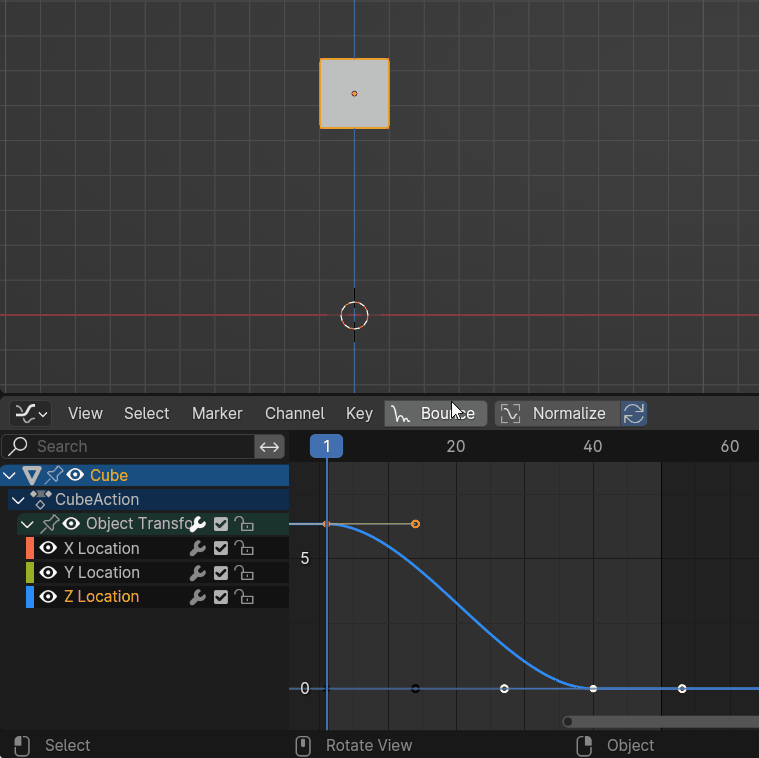 View Select Marker Channel Key Bounce Normalize
Search
1 20 40 60
Cube
CubeAction
Object Transfo
X Location
5
Y Location
Z Location
0
Select Rotate View Object